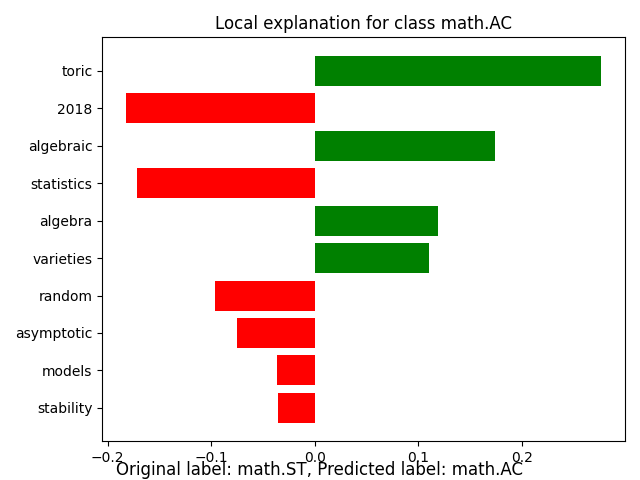 Local explanation for class math.AC
toric
2018
algebraic
statistics
algebra
varieties
random
asymptotic
models
stability
−0.2 −0.1 0.0 0.1 0.2
Original label: math.ST, Predicted label: math.AC